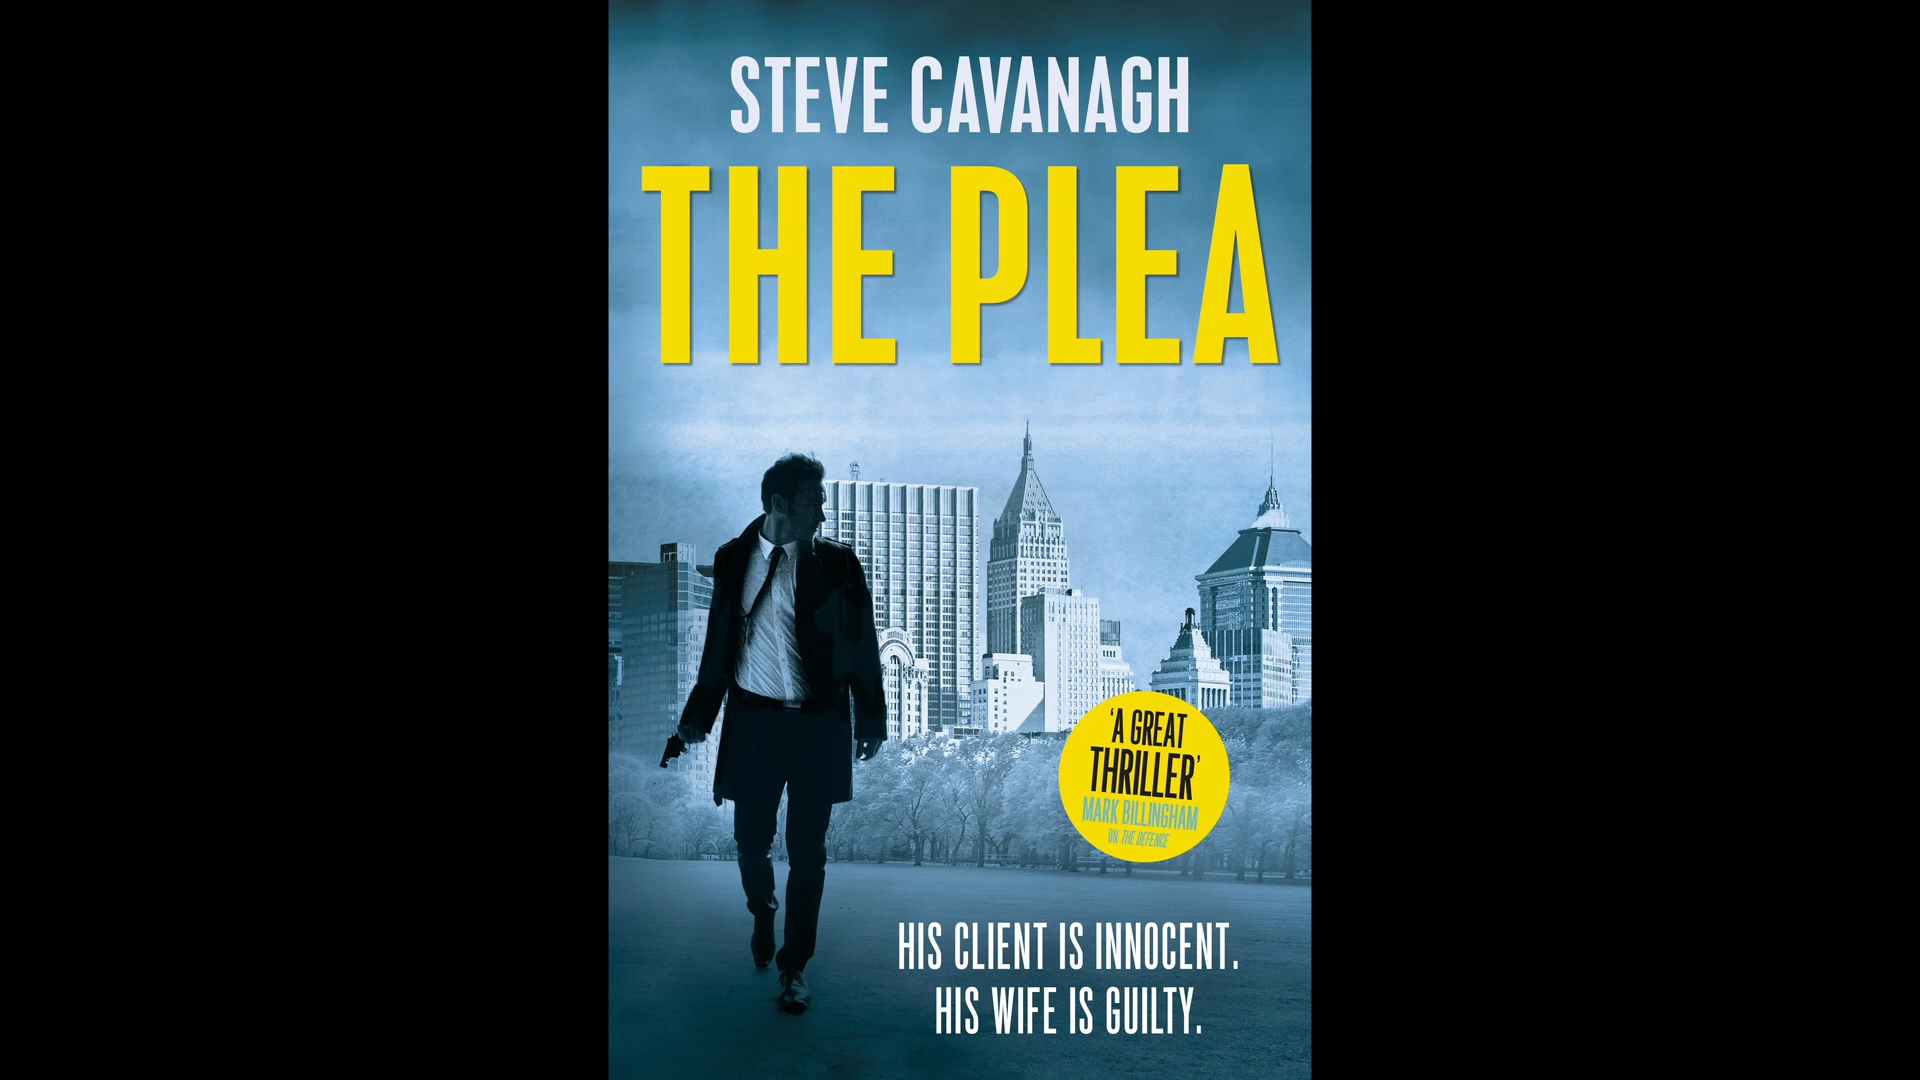 STEVE CAVANAGH
THE PLEA
‘A GREAT
THRILLER’
MARK BILLINGHAM
ON THE DEFENCE
HIS CLIENT IS INNOCENT.
HIS WIFE IS GUILTY.